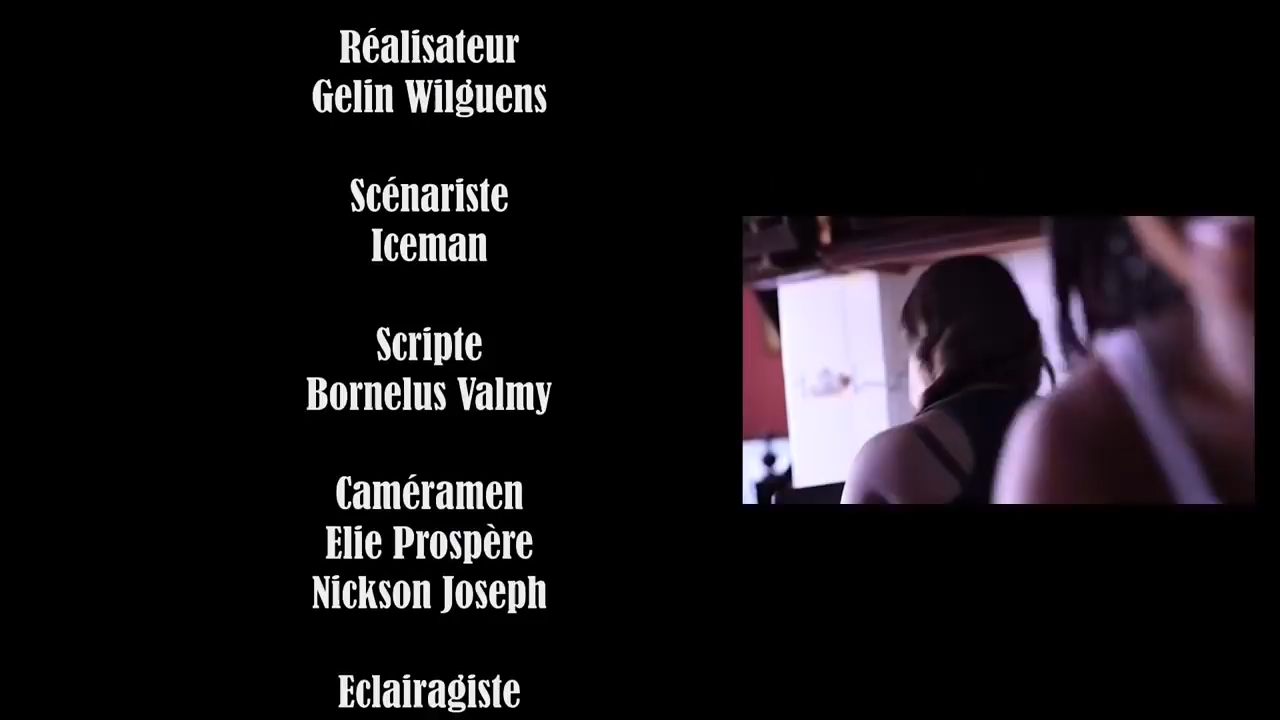 Réalisateur
Gelin Wilguens
Scénariste
Iceman
Scripte
Bornelus Valmy
Caméramen
Elie Prospère
Nickson Joseph
Eclairagiste